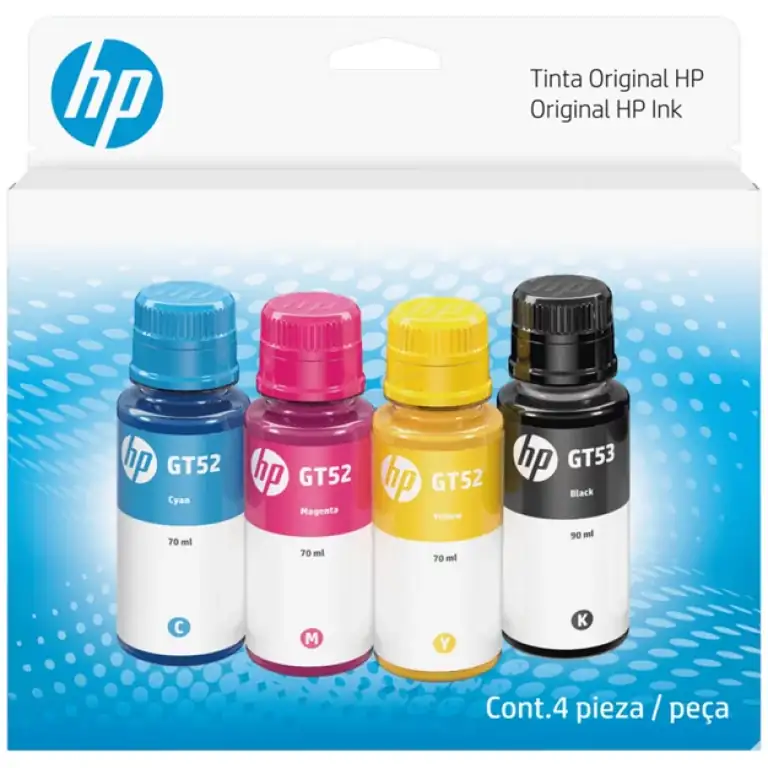 hp
Tinta Original HP
Original HP Ink
hp
GT52
Cyan
70 ml
C
hp
GT52
Magenta
70 ml
M
hp
GT52
Yellow
70 ml
Y
hp
GT53
Black
90 ml
K
Cont.4 pieza / peça